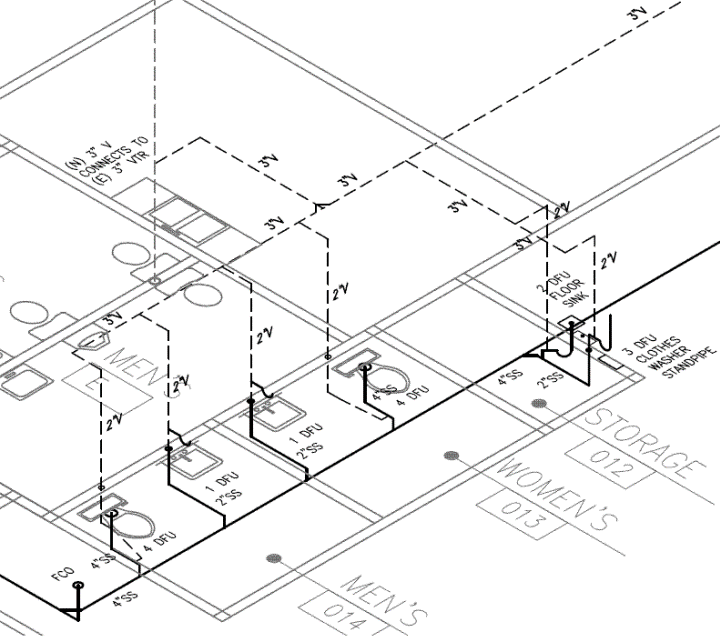 3"V
(N) 3" V
CONNECTS TO
(E) 3" VTR
3"V
3"V
3"V
3"V
2"V
3"V
2"V
2"V
2 DFU
FLOOR
SINK
3"V
2"V
3 DFU
CLOTHES
WASHER
STANDPIPE
MEN'S
E
2"V
4"SS
4 DFU
4"SS
2"SS
2"V
1 DFU
2"SS
STORAGE
012
1 DFU
2"SS
WOMEN'S
013
4 DFU
4"SS
FCO
4"SS
MEN'S
014